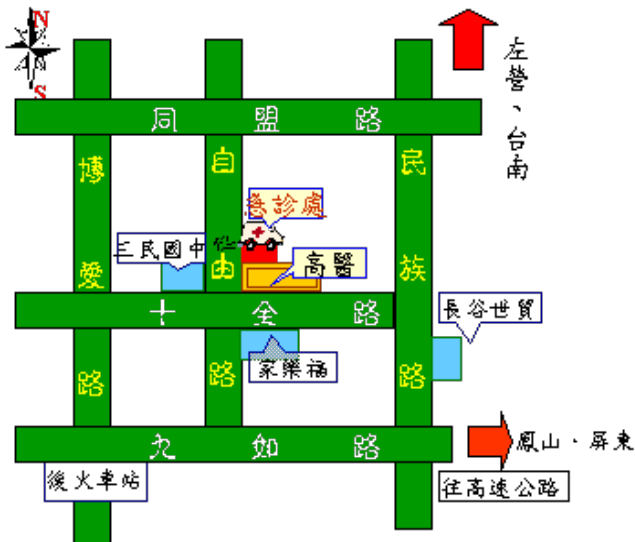 N
S
左營、台南
同盟路
博愛路
自由路
民族路
急診處
三民國中
高醫
十全路
長谷世貿
家樂福
九如路
鳳山、屏東
後火車站
往高速公路